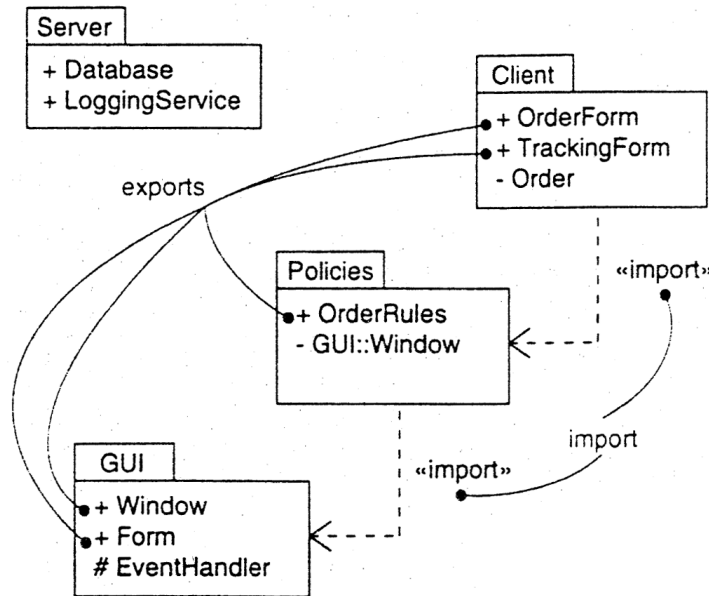 Server
+ Database
+ LoggingService
Client
+ OrderForm
+ TrackingForm
- Order
exports
Policies
+ OrderRules
- GUI::Window
«import»
import
«import»
GUI
+ Window
+ Form
# EventHandler